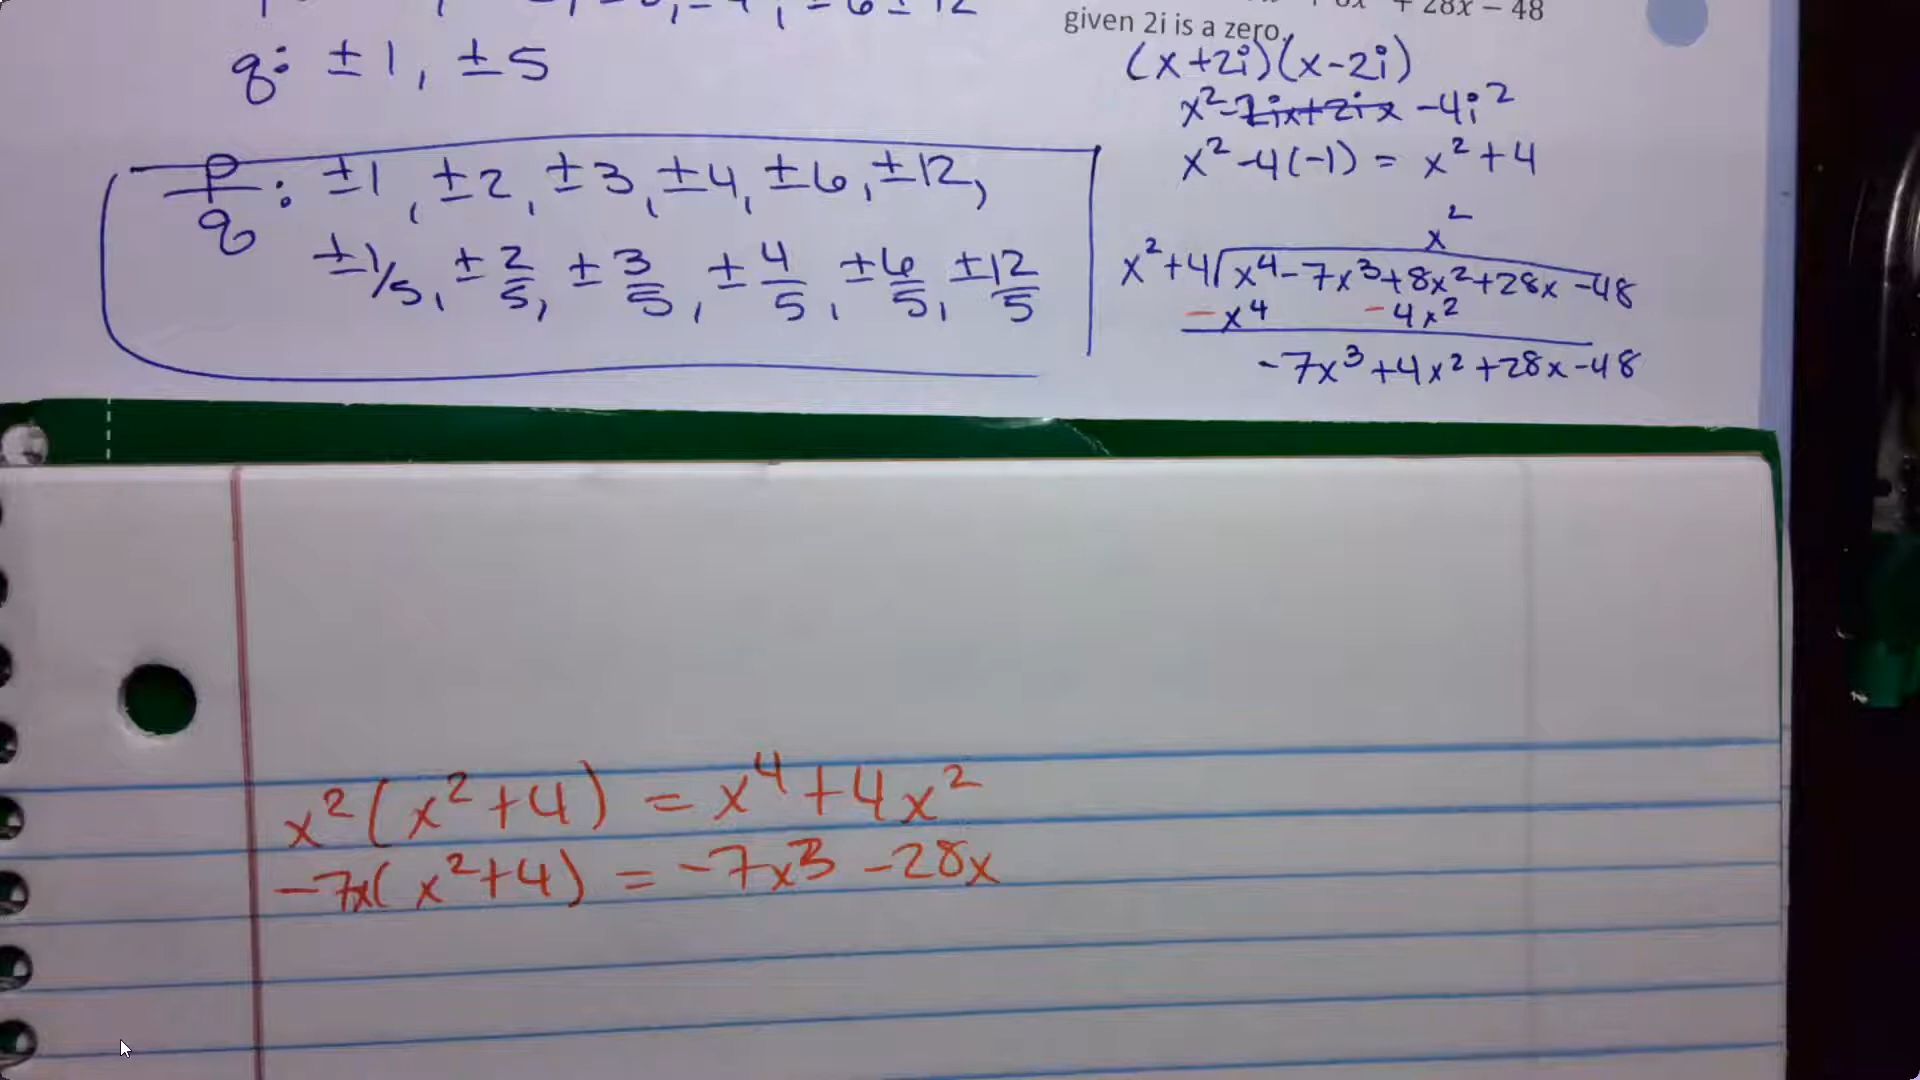 q: ±1, ±5
p/q: ±1, ±2, ±3, ±4, ±6, ±12,
±1/5, ±2/5, ±3/5, ±4/5, ±6/5, ±12/5
+ 28x − 48
given 2i is a zero.
(x+2i)(x-2i)
x²-2ix+2ix -4i²
x²-4(-1) = x²+4
x²
x²+4 x⁴-7x³+8x²+28x-48
-x⁴ -4x²
-7x³+4x²+28x-48
x²(x²+4) = x⁴+4x²
-7x(x²+4) = -7x³ -28x